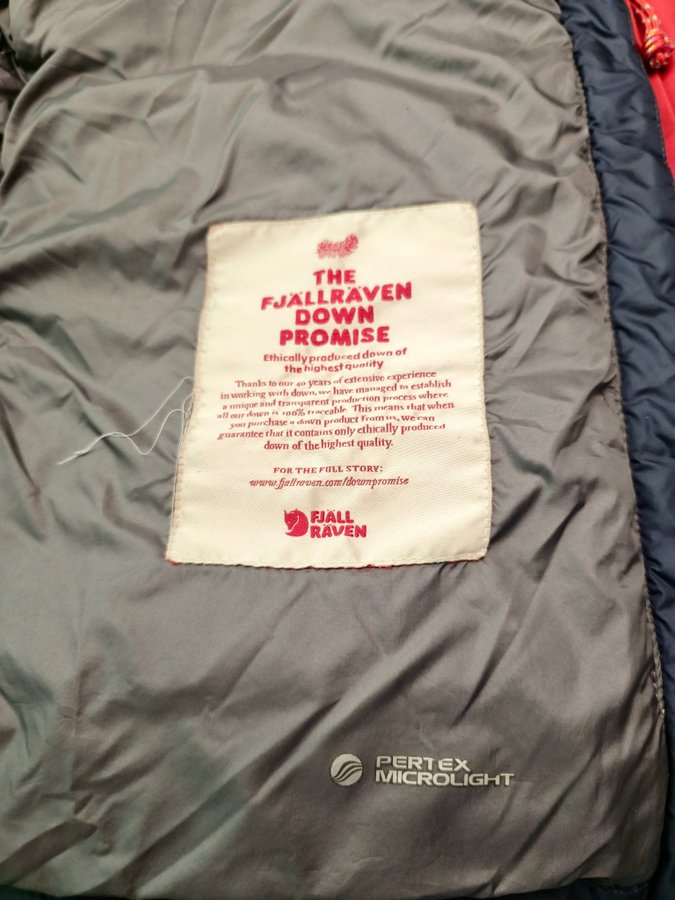 THE
FJÄLLRÄVEN
DOWN
PROMISE
Ethically produced down of
the highest quality
Thanks to our 40 years of extensive experience
in working with down, we have managed to establish
a unique and transparent production process where
all our down is 100% traceable. This means that when
you purchase a down product from us, we can
guarantee that it contains only ethically produced
down of the highest quality.
FOR THE FULL STORY:
www.fjallraven.com/downpromise
FJÄLL
RÄVEN
PERTEX
MICROLIGHT